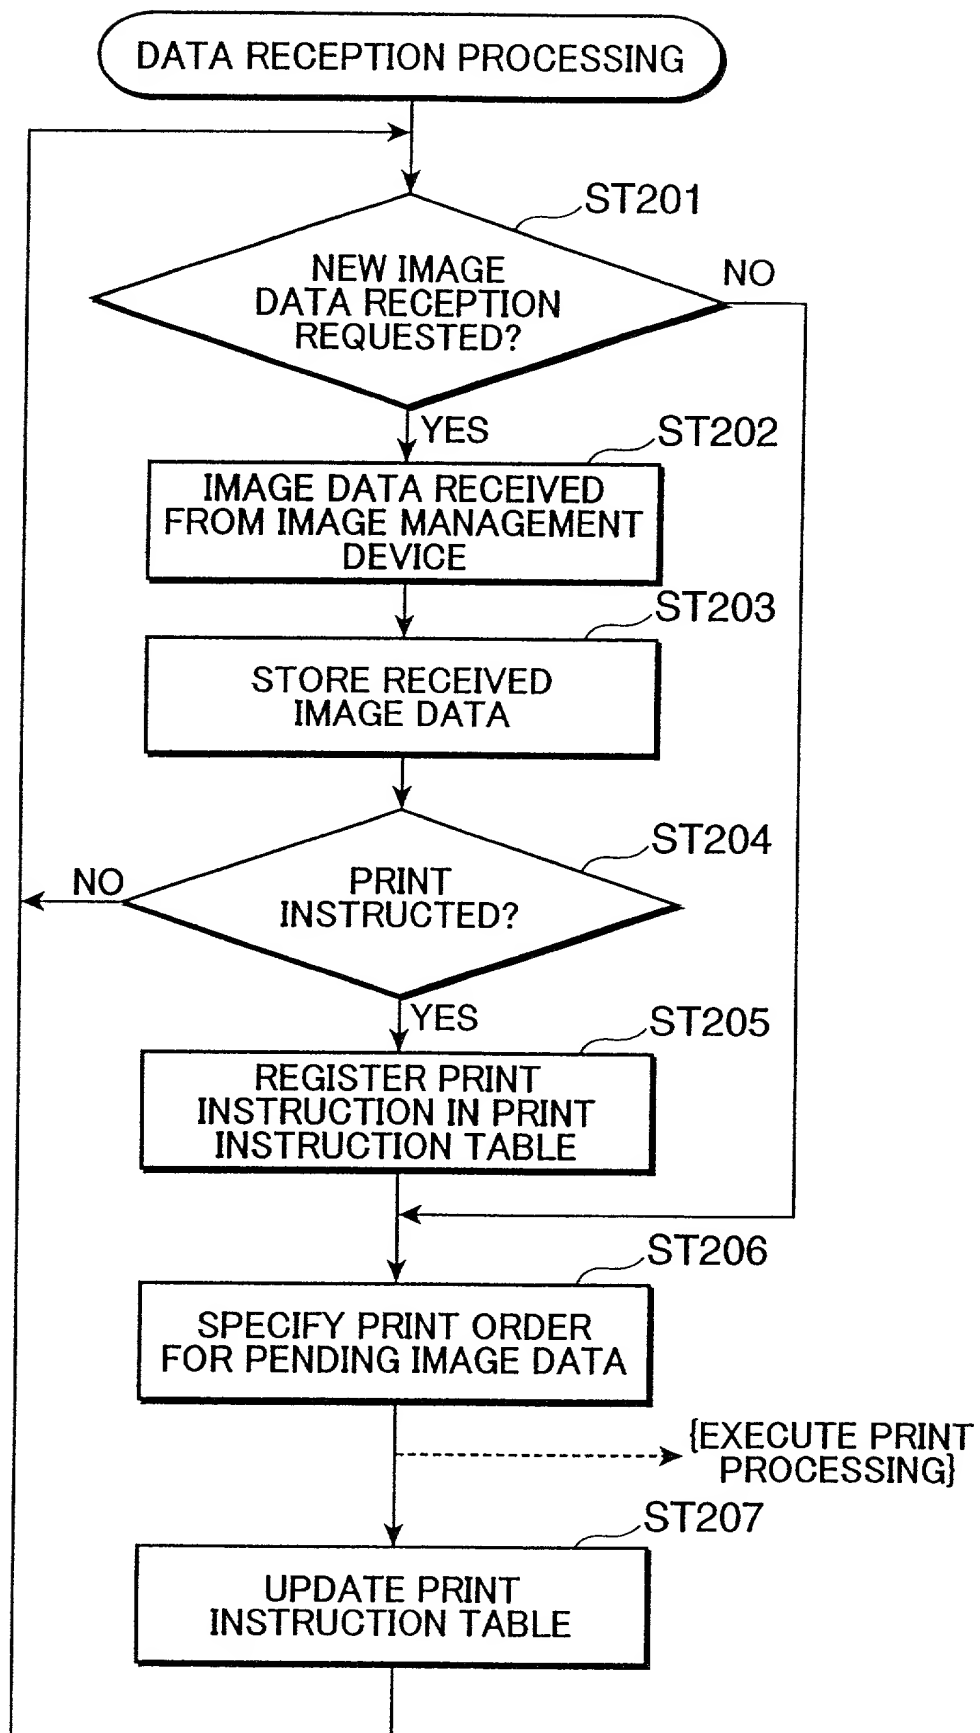 DATA RECEPTION PROCESSING
ST201
NEW IMAGE
DATA RECEPTION
REQUESTED?
NO
YES
ST202
IMAGE DATA RECEIVED
FROM IMAGE MANAGEMENT
DEVICE
ST203
STORE RECEIVED
IMAGE DATA
ST204
PRINT
INSTRUCTED?
NO
YES
ST205
REGISTER PRINT
INSTRUCTION IN PRINT
INSTRUCTION TABLE
ST206
SPECIFY PRINT ORDER
FOR PENDING IMAGE DATA
{EXECUTE PRINT
PROCESSING}
ST207
UPDATE PRINT
INSTRUCTION TABLE